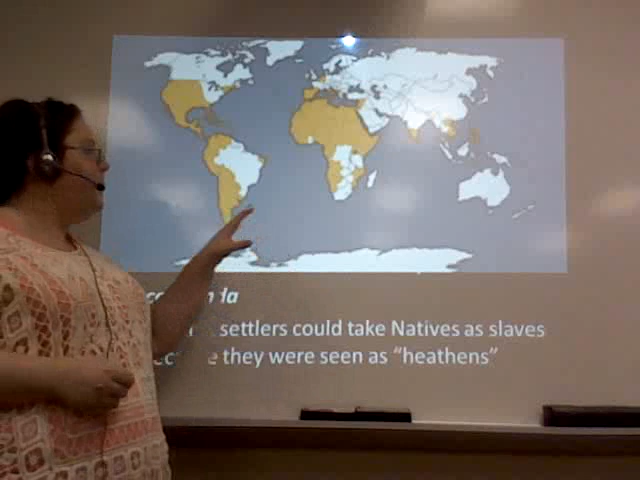 settlers could take Natives as slaves
they were seen as “heathens”